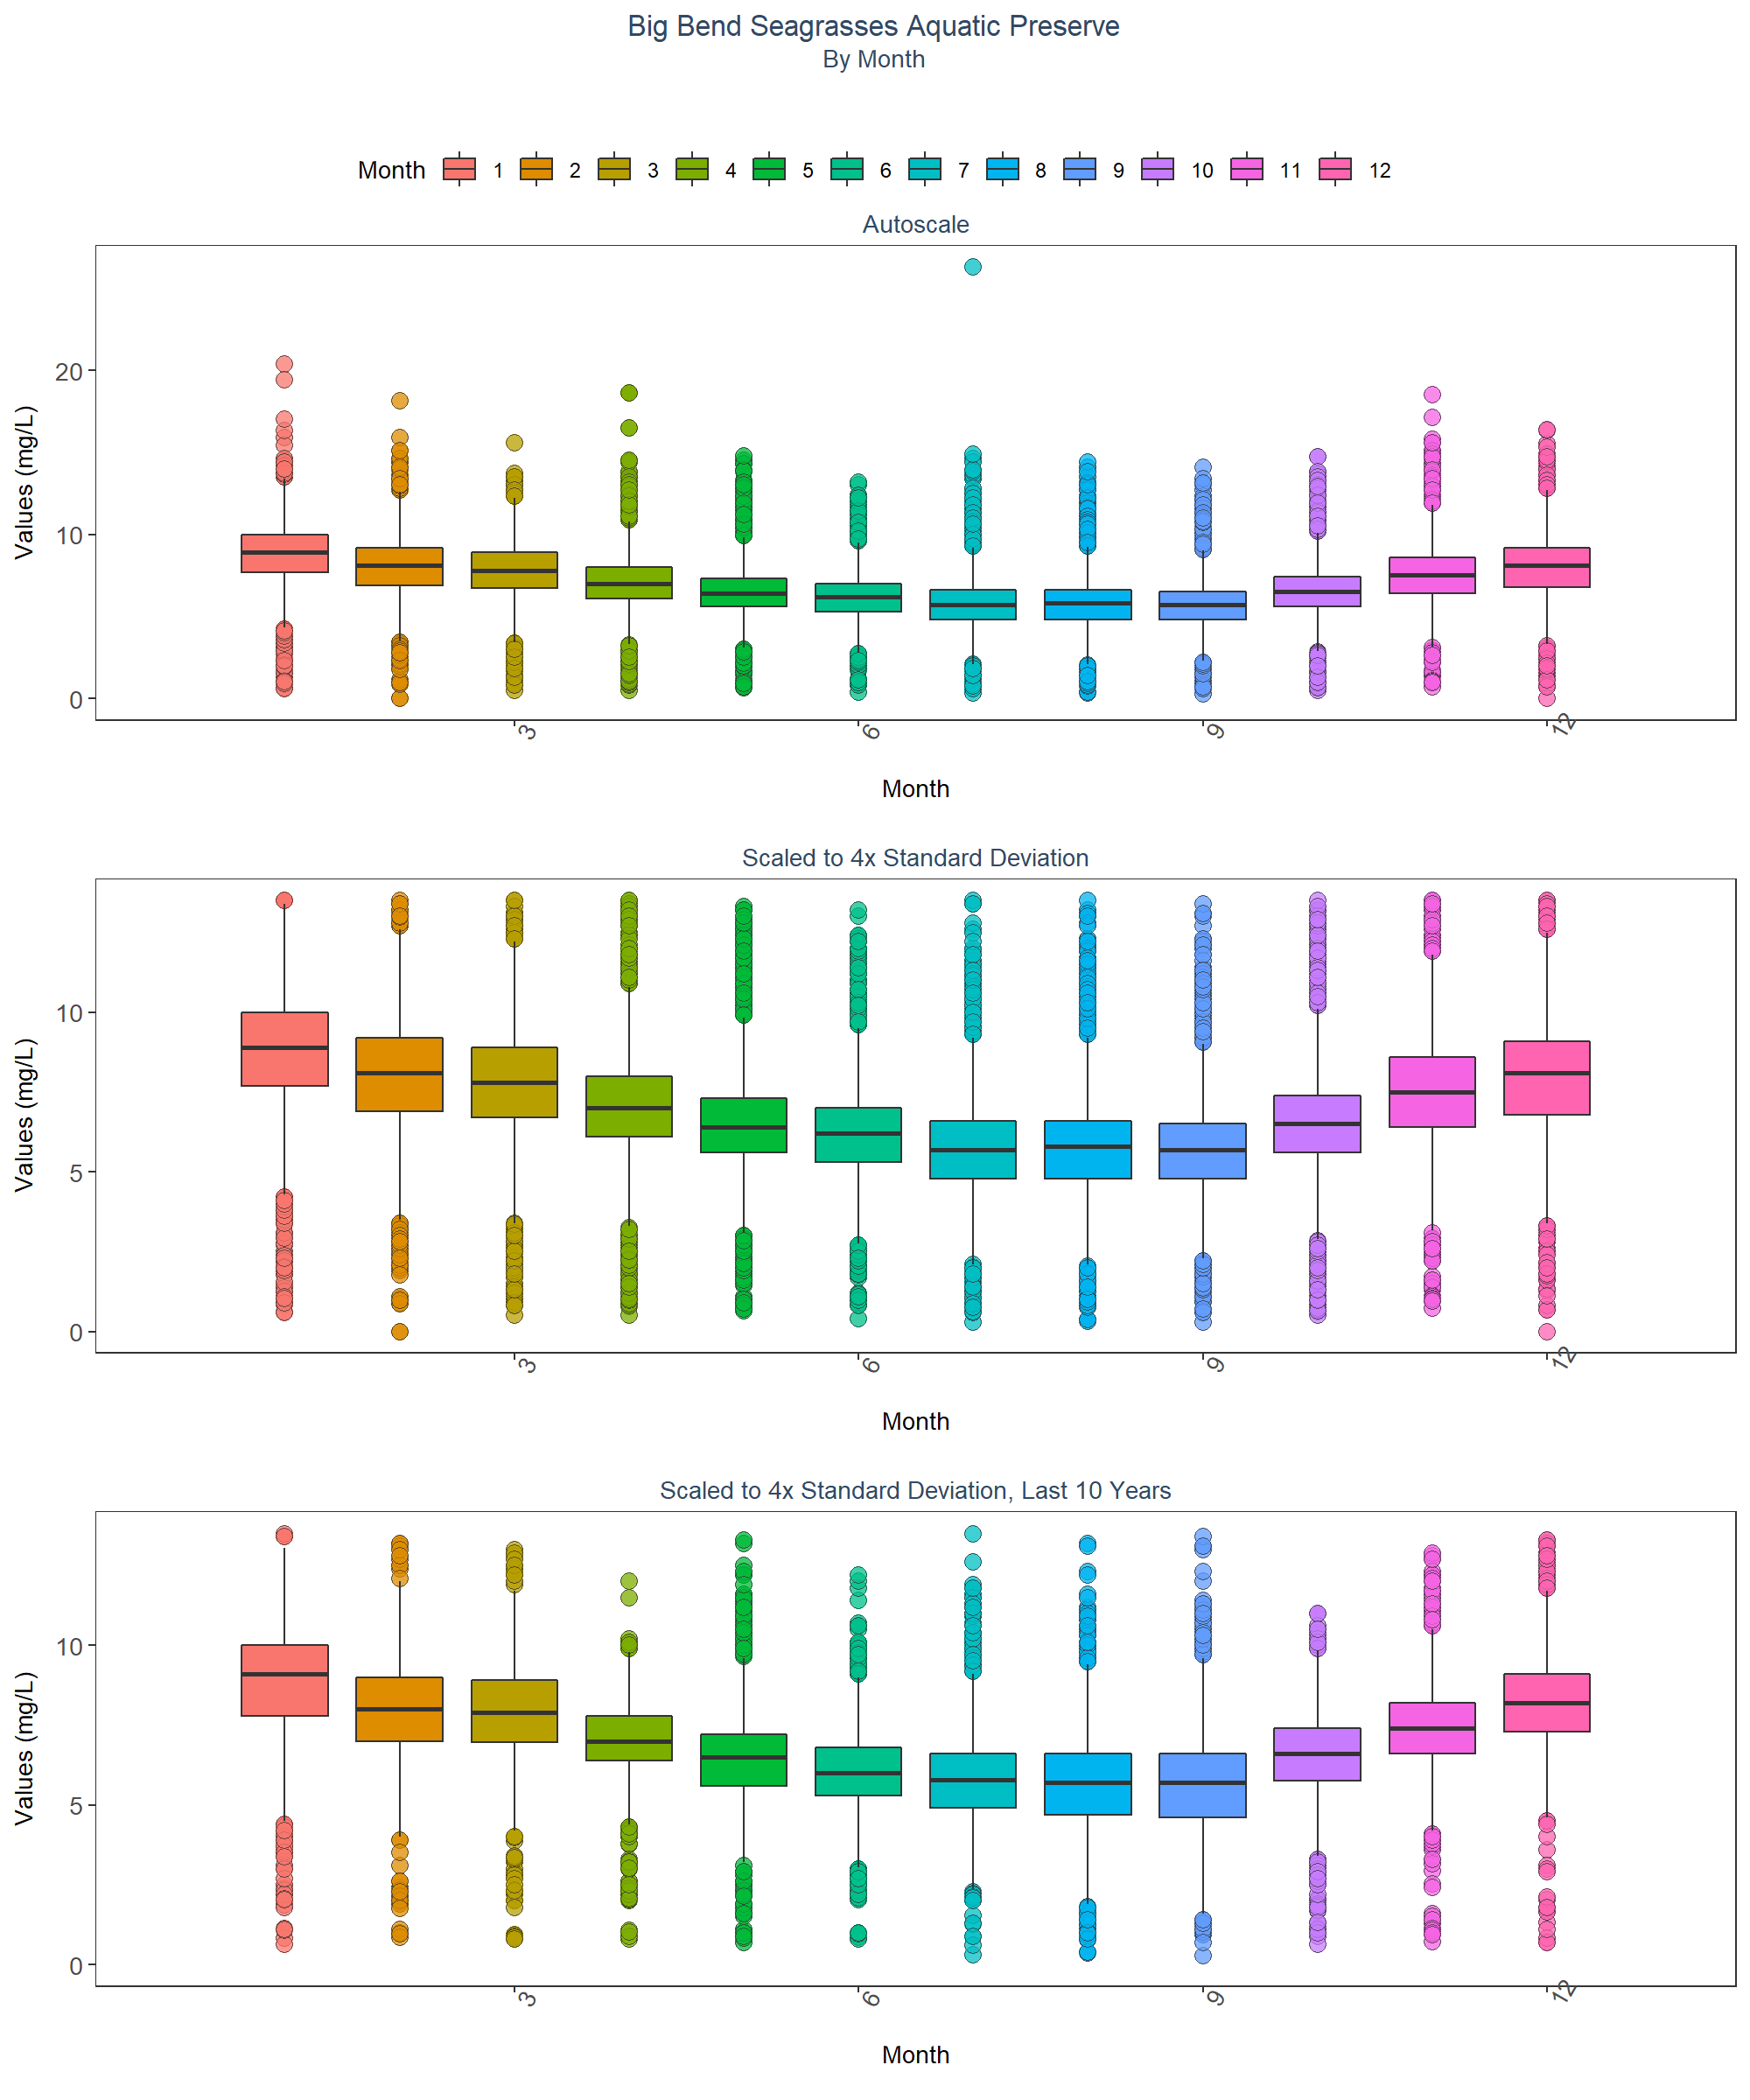 Big Bend Seagrasses Aquatic Preserve
By Month
Month 1 2 3 4 5 6 7 8 9 10 11 12
Autoscale
Values (mg/L)
20
10
0
3 6 9 12
Month
Scaled to 4x Standard Deviation
Values (mg/L)
10
5
0
3 6 9 12
Month
Scaled to 4x Standard Deviation, Last 10 Years
Values (mg/L)
10
5
0
3 6 9 12
Month